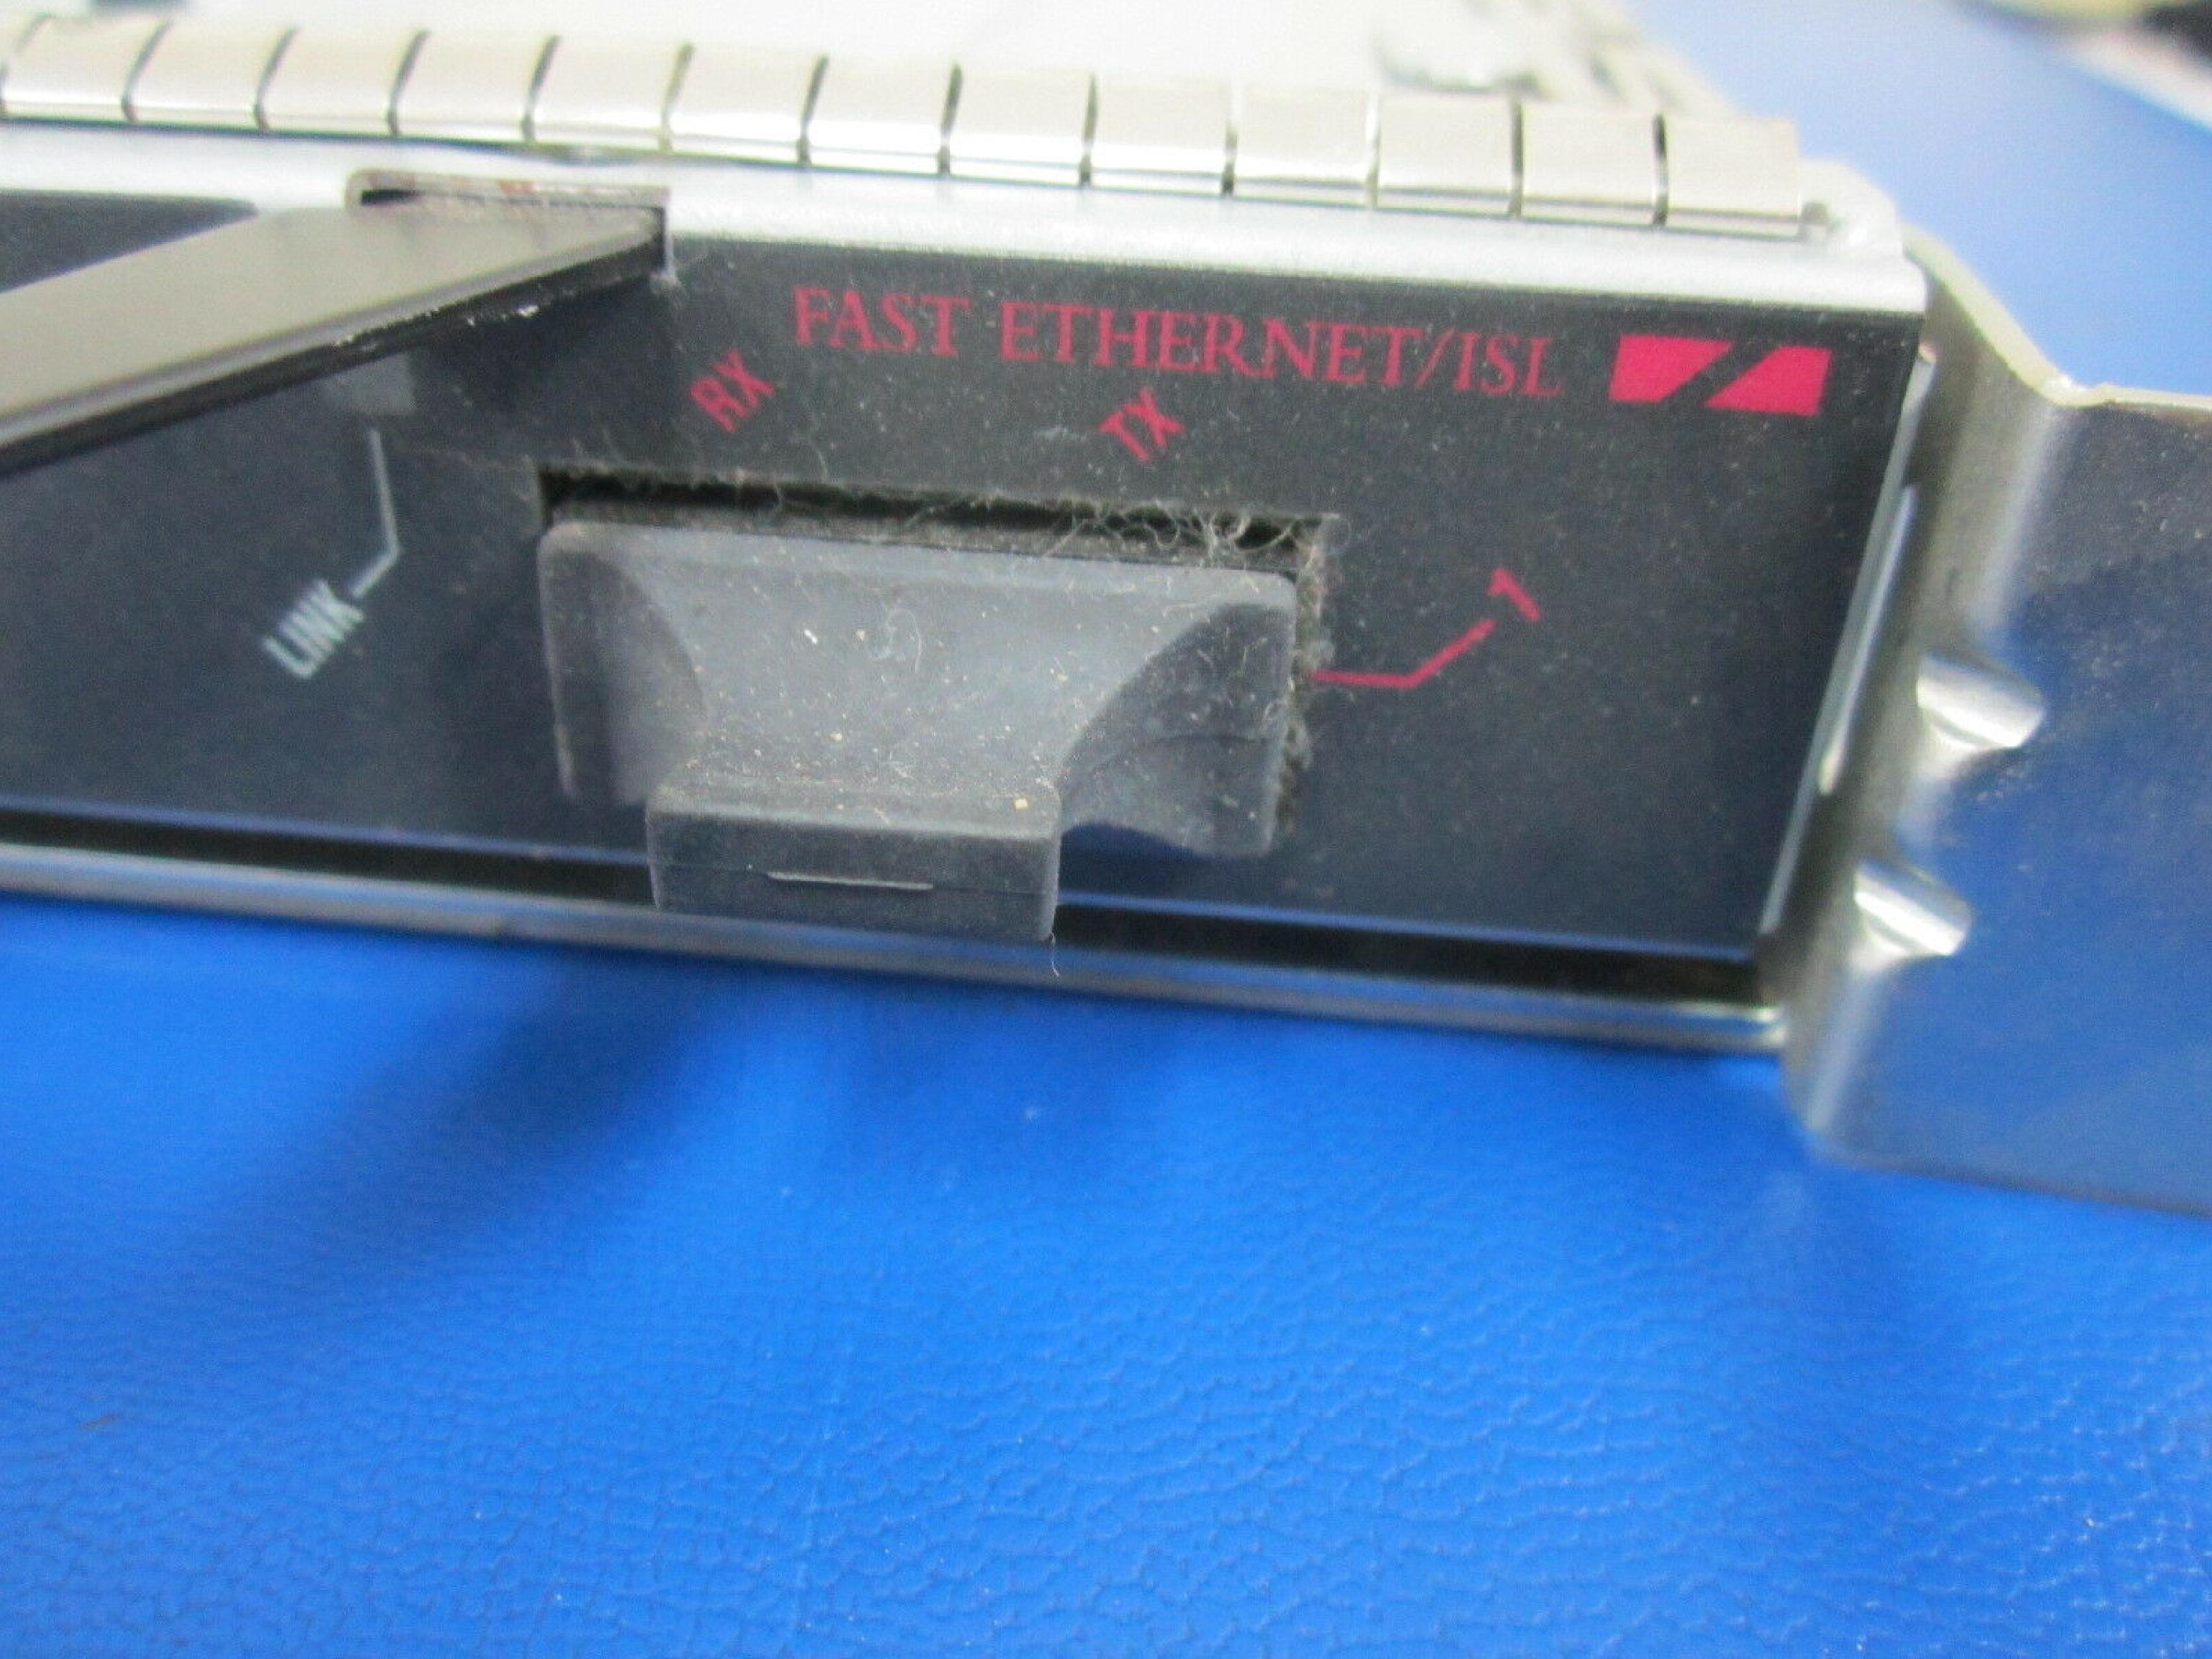 FAST ETHERNET/ISL
RX
TX
LINK
1